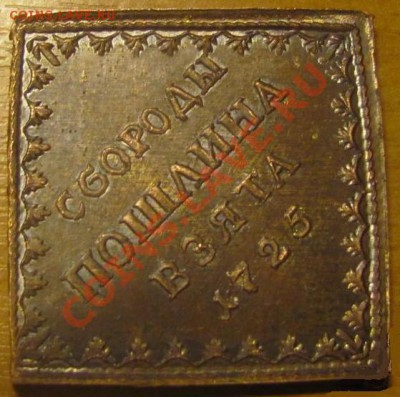 СБОРОДЫ
ПОШЛИНА
ВЗЯТА
1725
COINS.CAVE.RU